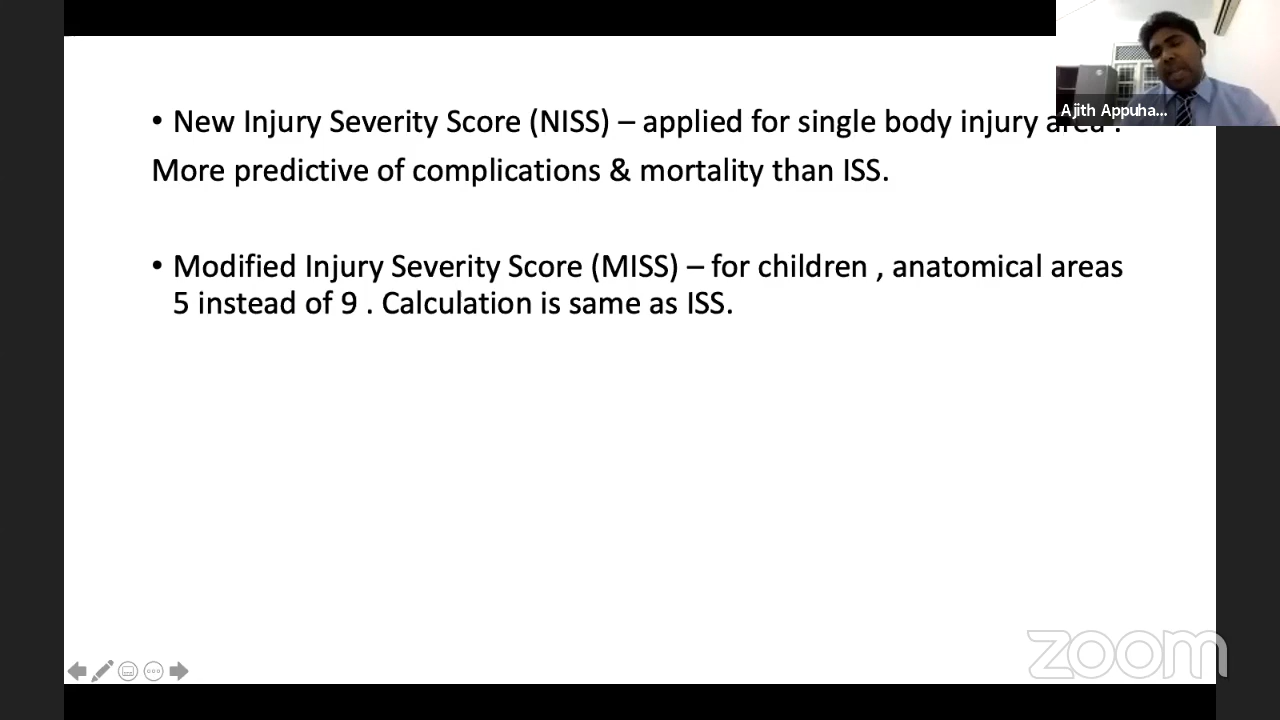 • New Injury Severity Score (NISS) – applied for single body injury area .
More predictive of complications & mortality than ISS.
• Modified Injury Severity Score (MISS) – for children , anatomical areas
5 instead of 9 . Calculation is same as ISS.
Ajith Appuha...
zoom